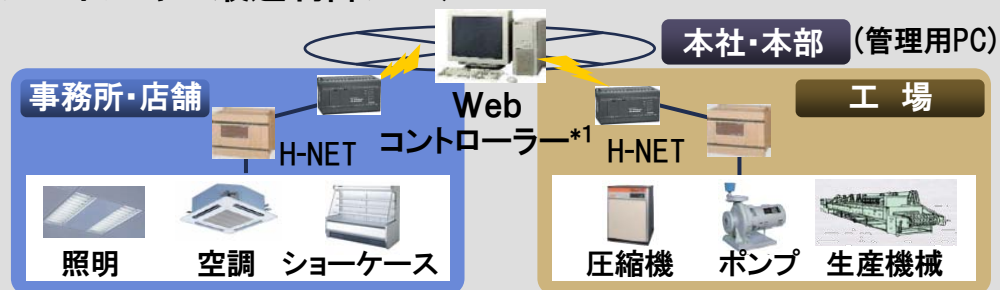 本社・本部 (管理用PC)
事務所・店舗
工 場
Web
コントローラー*1
H-NET
H-NET
照明 空調 ショーケース
圧縮機 ポンプ 生産機械